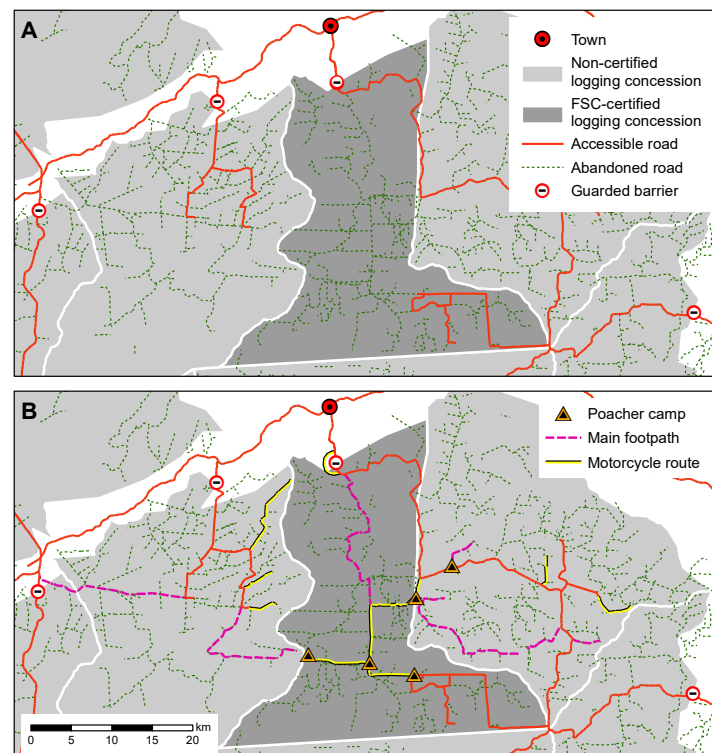 A
Town
Non-certified
logging concession
FSC-certified
logging concession
Accessible road
Abandoned road
Guarded barrier
B
Poacher camp
Main footpath
Motorcycle route
km
0 5 10 15 20